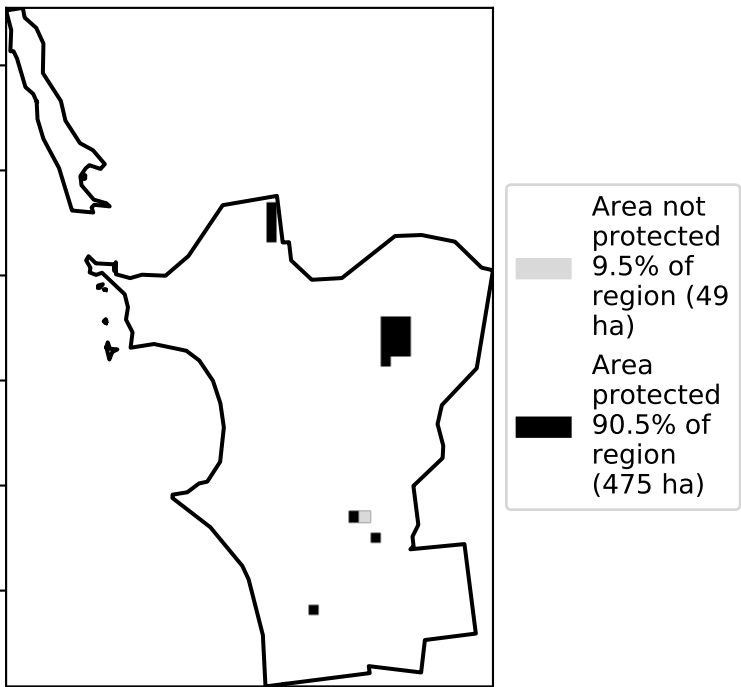 Area not
protected
9.5% of
region (49
ha)
Area
protected
90.5% of
region
(475 ha)